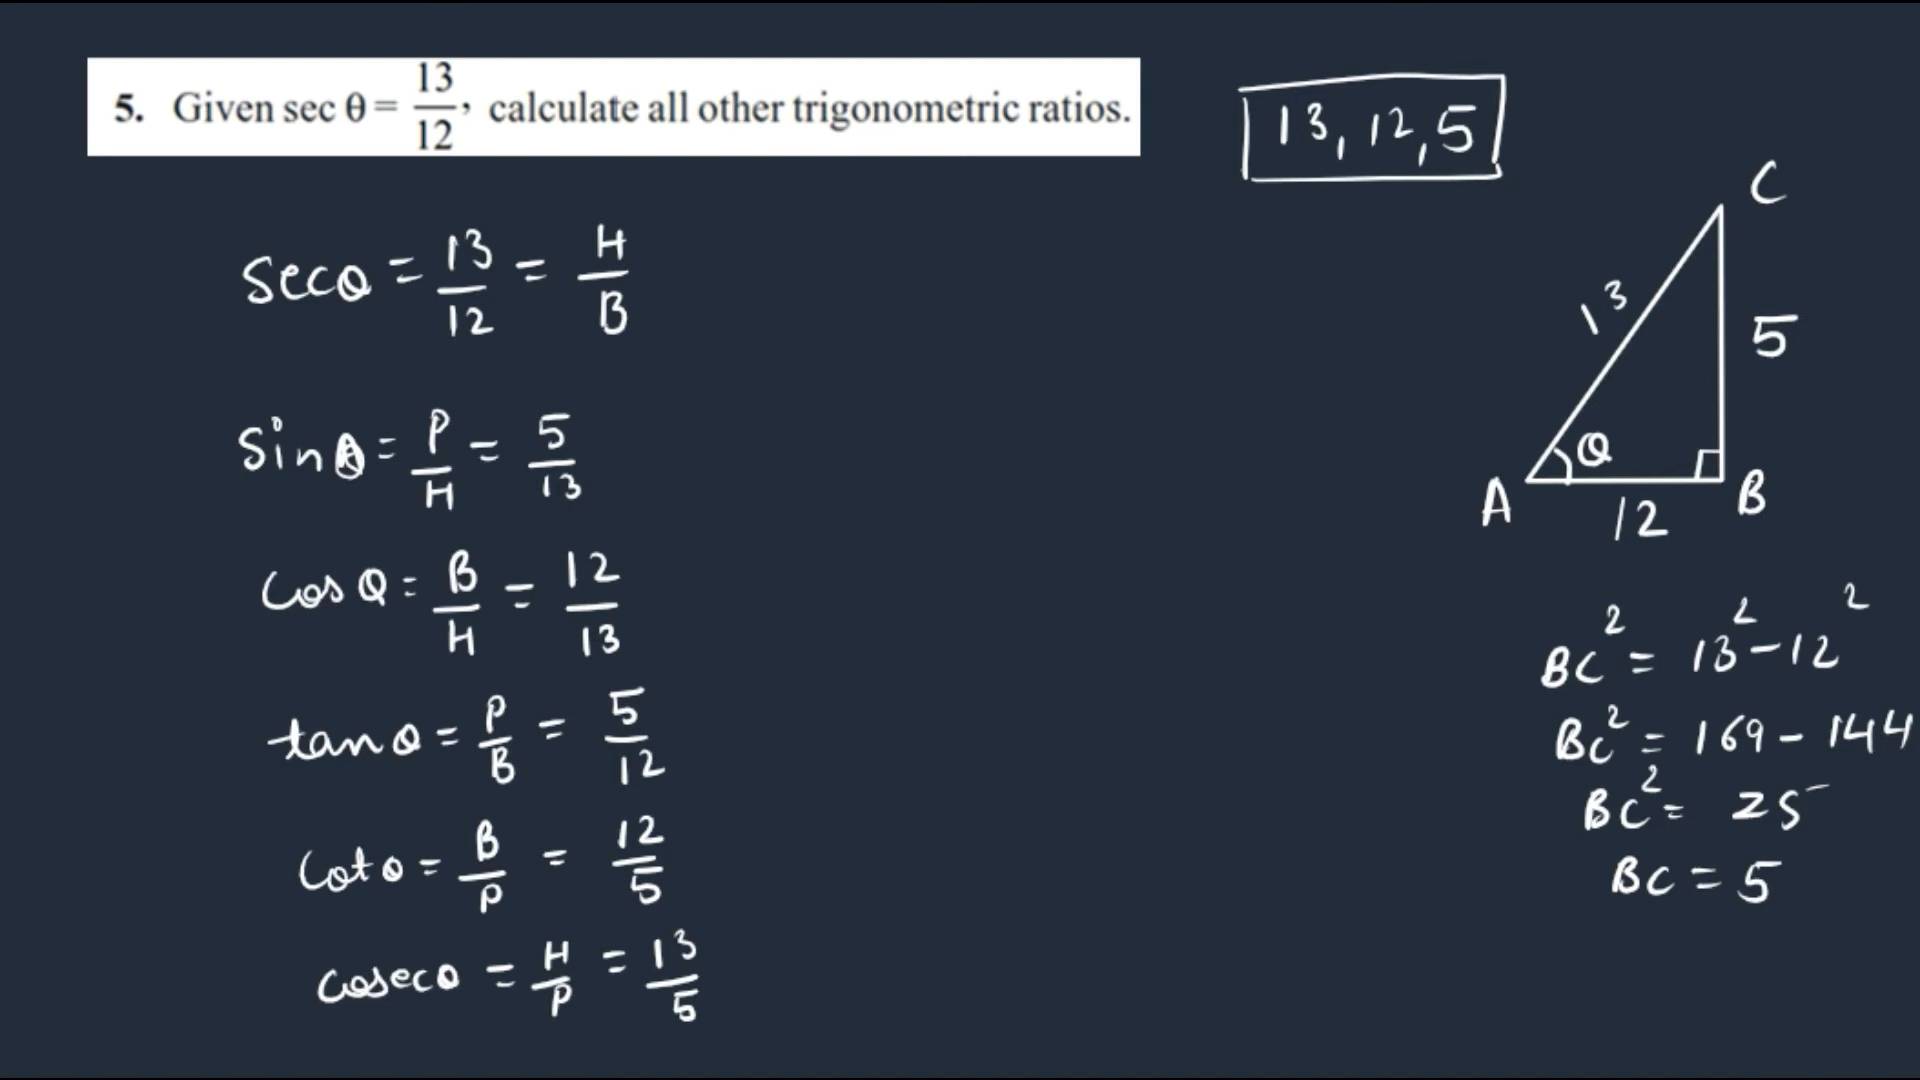 5. Given sec θ = 13/12, calculate all other trigonometric ratios.
13, 12, 5
secθ = 13/12 = H/B
sinθ = P/H = 5/13
cosθ = B/H = 12/13
tanθ = P/B = 5/12
cotθ = B/P = 12/5
cosecθ = H/P = 13/5
C
13
5
θ
A
12
B
BC² = 13² - 12²
BC² = 169 - 144
BC² = 25
BC = 5